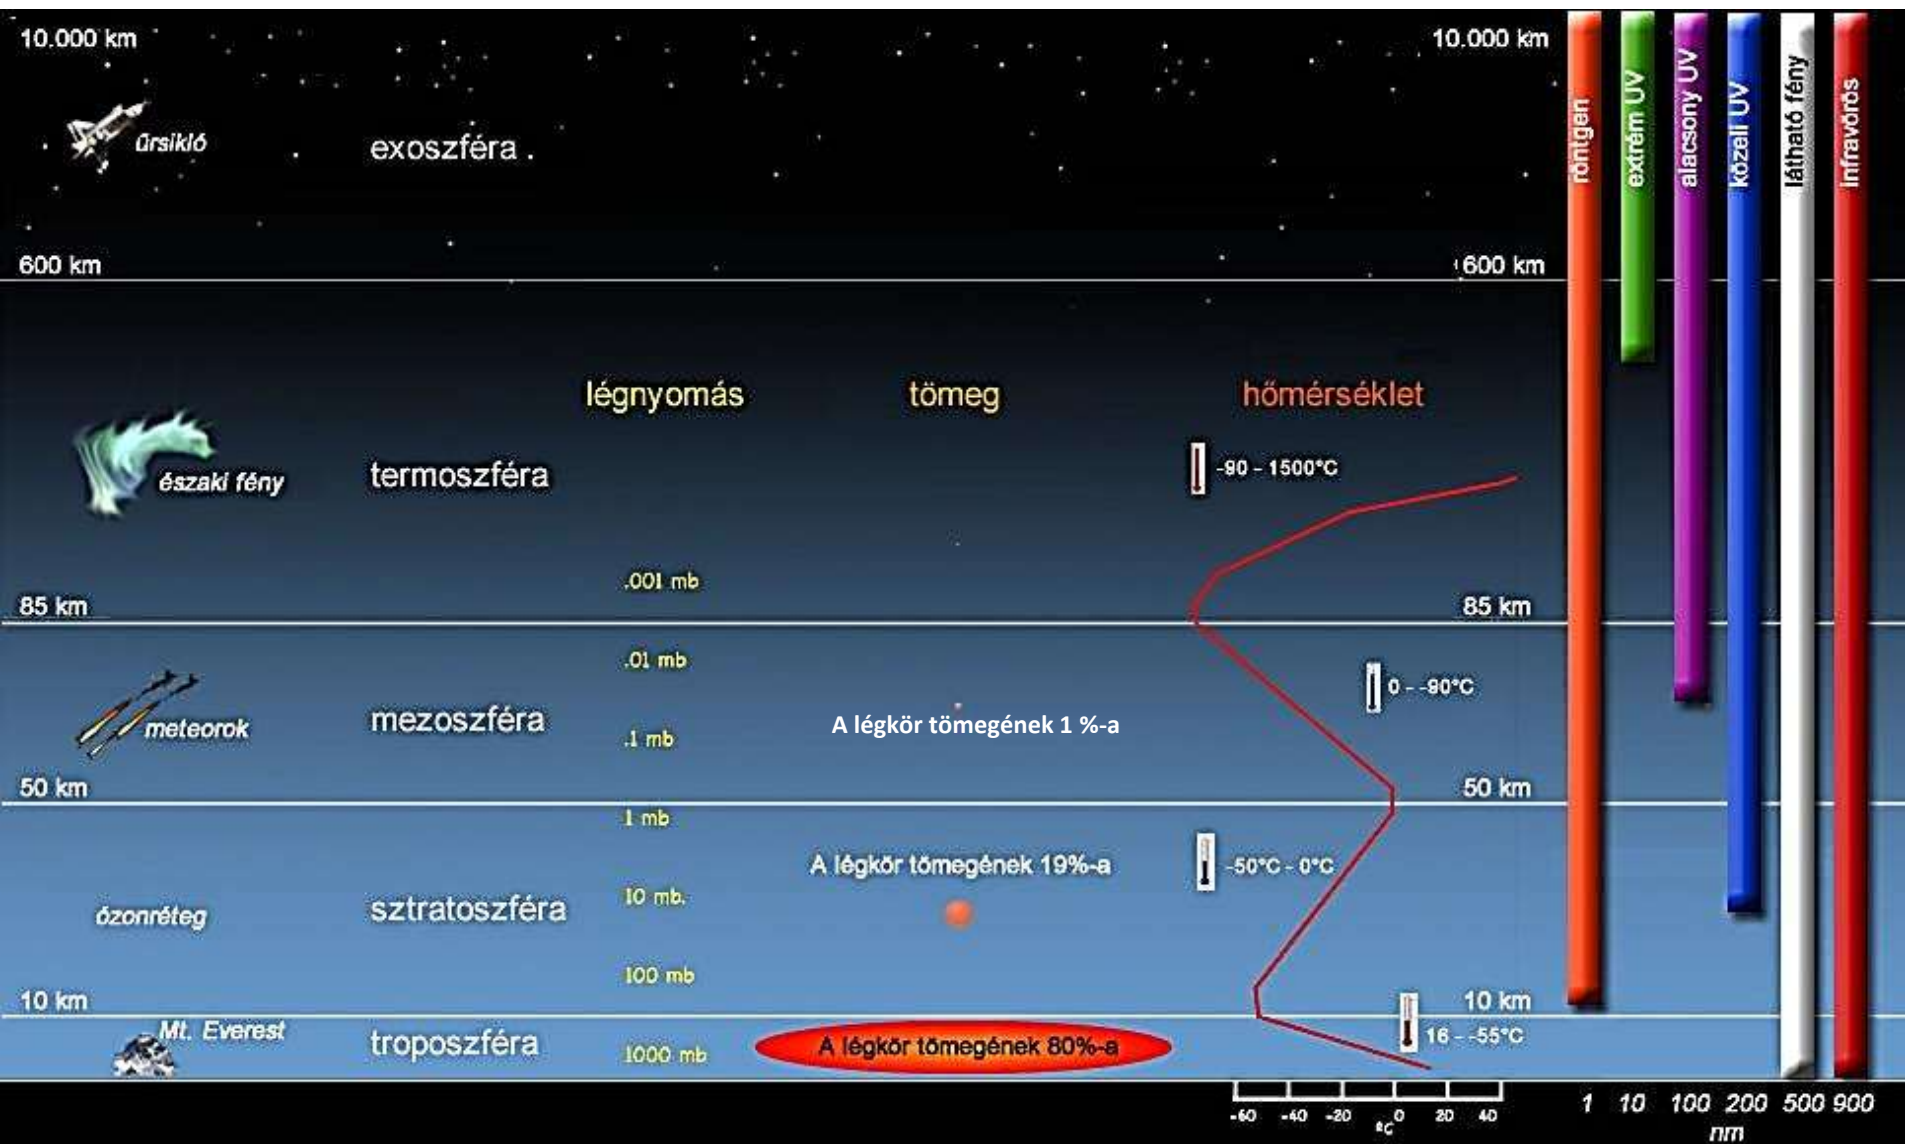 10.000 km
10.000 km
röntgen
extrém UV
alacsony UV
közeli UV
látható fény
infravörös
űrsikló
exoszféra
600 km
600 km
légnyomás
tömeg
hőmérséklet
északi fény
termoszféra
-90 - 1500°C
.001 mb
85 km
85 km
.01 mb
0 - -90°C
meteorok
mezoszféra
A légkör tömegének 1 %-a
.1 mb
50 km
50 km
1 mb
A légkör tömegének 19%-a
-50°C - 0°C
10 mb.
ózonréteg
sztratoszféra
100 mb
10 km
10 km
Mt. Everest
troposzféra
1000 mb
A légkör tömegének 80%-a
16 - -55°C
-60 -40 -20 0 20 40
°C
1 10 100 200 500 900
nm